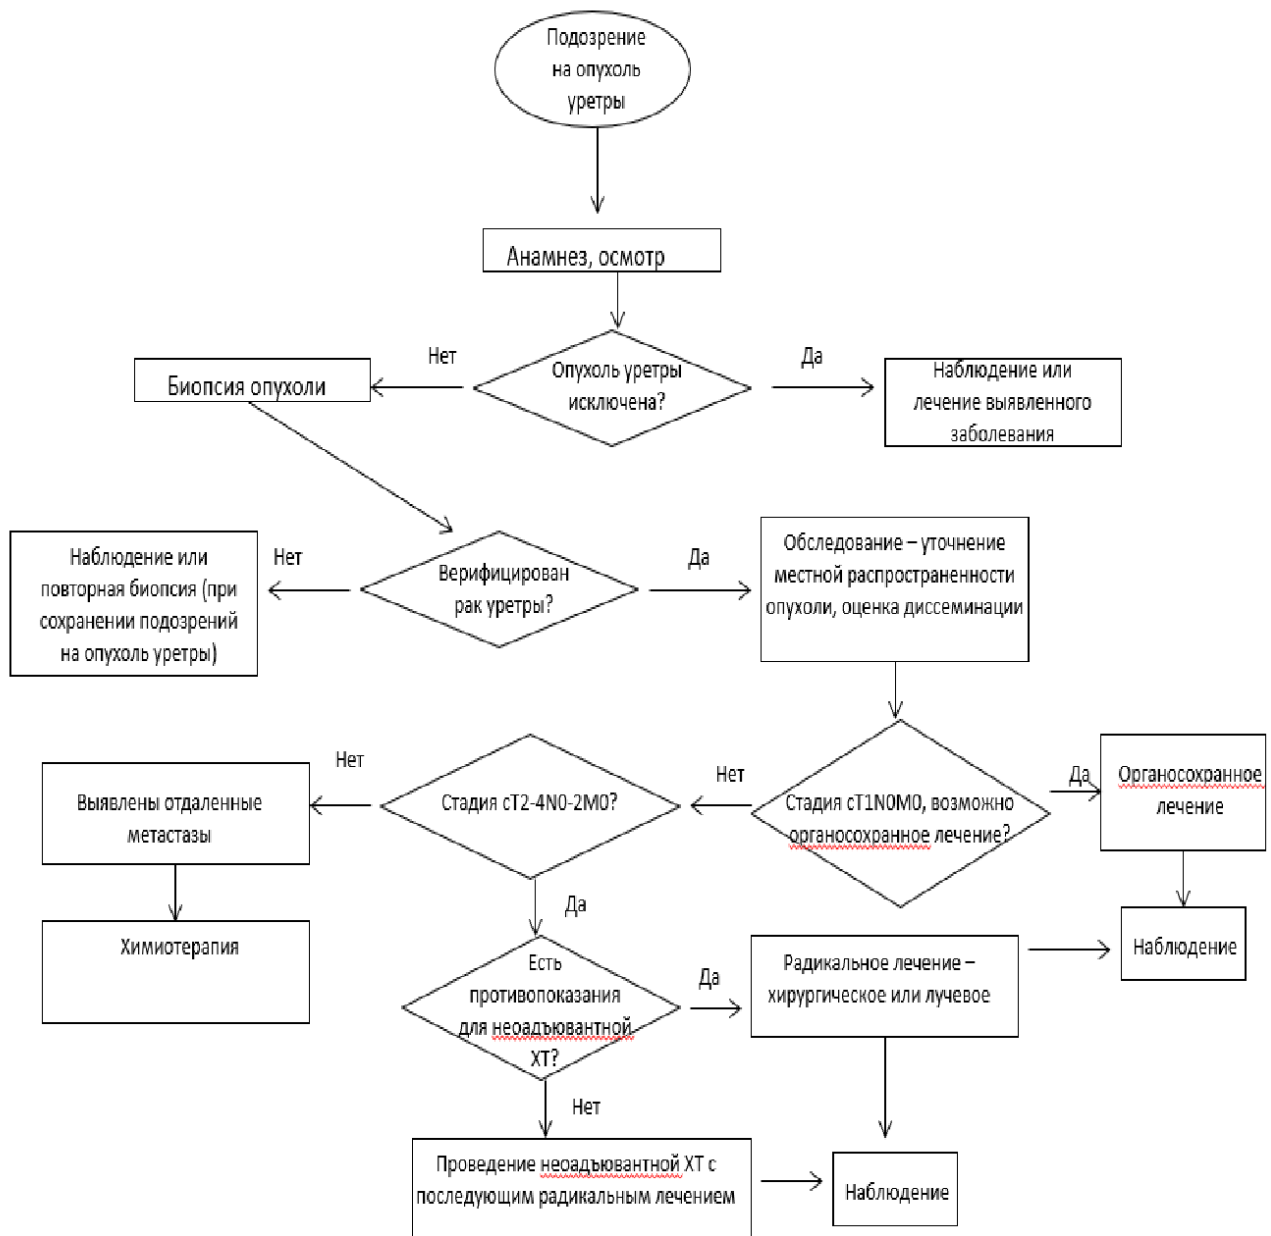 Подозрение
на опухоль
уретры
Анамнез, осмотр
Нет
Опухоль уретры
исключена?
Да
Биопсия опухоли
Наблюдение или
лечение выявленного
заболевания
Наблюдение или
повторная биопсия (при
сохранении подозрений
на опухоль уретры)
Нет
Верифицирован
рак уретры?
Да
Обследование – уточнение
местной распространенности
опухоли, оценка диссеминации
Выявлены отдаленные
метастазы
Нет
Стадия сТ2-4N0-2M0?
Нет
Стадия сТ1N0M0, возможно
органосохранное лечение?
Да
Органосохранное
лечение
Химиотерапия
Да
Есть
противопоказания
для неоадъювантной
ХТ?
Да
Радикальное лечение –
хирургическое или лучевое
Наблюдение
Нет
Проведение неоадъювантной ХТ с
последующим радикальным лечением
Наблюдение